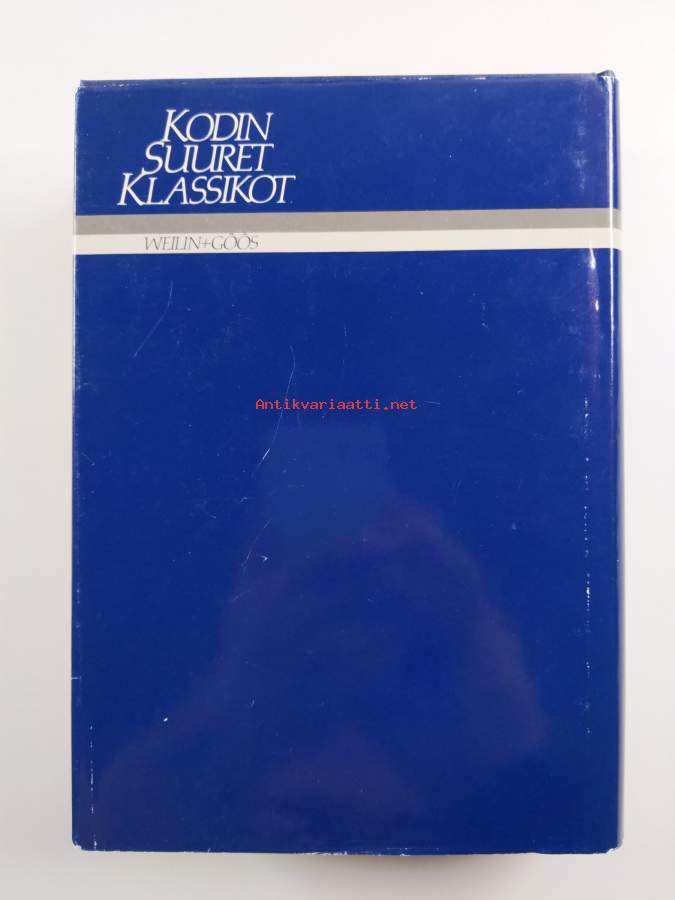 KODIN
SUURET
KLASSIKOT
WEILIN+GÖÖS
Antikvariaatti.net